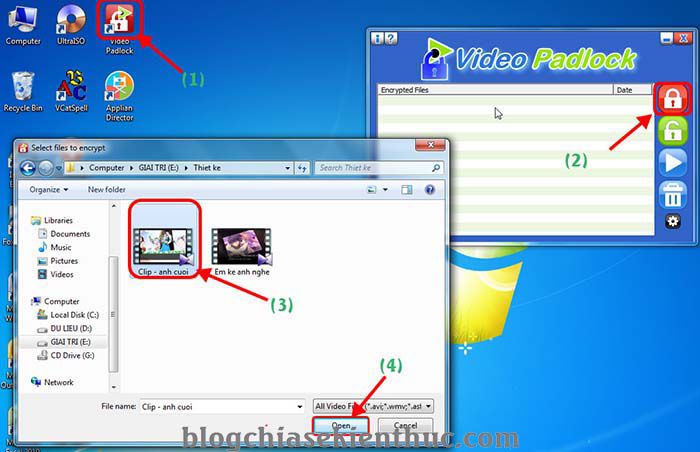 Computer
UltraISO
Video Padlock
(1)
Recycle Bin
VCatSpell
Applian Director
Video Padlock
Encrypted Files
Date
(2)
Select files to encrypt
Computer
GIAI TRI (E:)
Thiet ke
Search Thiet ke
Organize
New folder
Libraries
Documents
Music
Pictures
Videos
Computer
Local Disk (C:)
DU LIEU (D:)
GIAI TRI (E:)
CD Drive (G:)
Network
Clip - anh cuoi
Em ke anh nghe
(3)
(4)
File name:
Clip - anh cuoi
All Video Fi (*.avi;*.wmv;*.asf
Open
Cancel
blogchiasekienthuc.com